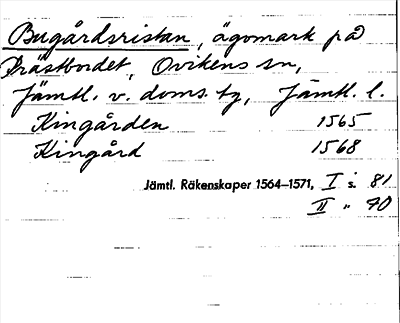 Bugårdsristan, ägomark på
Prästbordet, Ovikens sn,
Jämtl. v. doms. tg, Jämtl. l.
Kingården 1565
Kingård 1568
Jämtl. Räkenskaper 1564–1571, I s. 81
II " 70